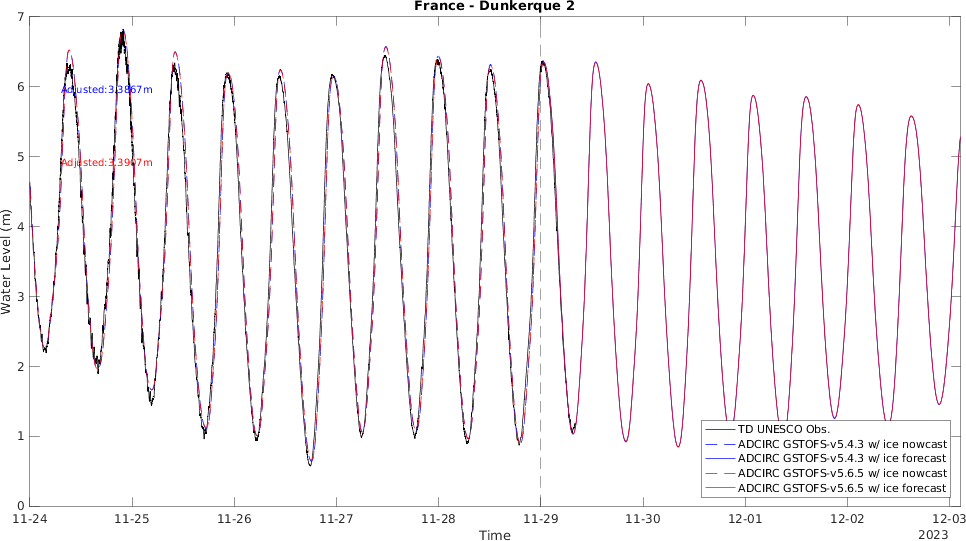 France - Dunkerque 2
7
6
5
4
3
2
1
0
Water Level (m)
Adjusted:3.3867m
Adjusted:3.3907m
TD UNESCO Obs.
ADCIRC GSTOFS-v5.4.3 w/ ice nowcast
ADCIRC GSTOFS-v5.4.3 w/ ice forecast
ADCIRC GSTOFS-v5.6.5 w/ ice nowcast
ADCIRC GSTOFS-v5.6.5 w/ ice forecast
11-24 11-25 11-26 11-27 11-28 11-29 11-30 12-01 12-02 12-03
Time
2023